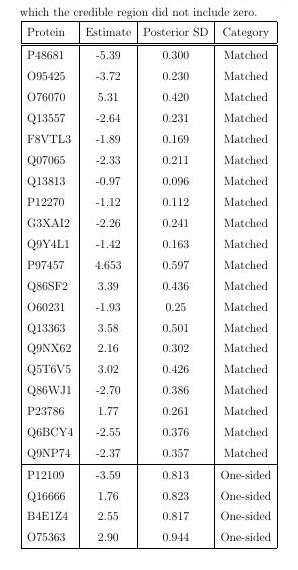 which the credible region did not include zero.
Protein Estimate Posterior SD Category
P48681 -5.39 0.300 Matched
O95425 -3.72 0.230 Matched
O76070 5.31 0.420 Matched
Q13557 -2.64 0.231 Matched
F8VTL3 -1.89 0.169 Matched
Q07065 -2.33 0.211 Matched
Q13813 -0.97 0.096 Matched
P12270 -1.12 0.112 Matched
G3XAI2 -2.26 0.241 Matched
Q9Y4L1 -1.42 0.163 Matched
P97457 4.653 0.597 Matched
Q86SF2 3.39 0.436 Matched
O60231 -1.93 0.25 Matched
Q13363 3.58 0.501 Matched
Q9NX62 2.16 0.302 Matched
Q5T6V5 3.02 0.426 Matched
Q86WJ1 -2.70 0.386 Matched
P23786 1.77 0.261 Matched
Q6BCY4 -2.55 0.376 Matched
Q9NP74 -2.37 0.357 Matched
P12109 -3.59 0.813 One-sided
Q16666 1.76 0.823 One-sided
B4E1Z4 2.55 0.817 One-sided
O75363 2.90 0.944 One-sided